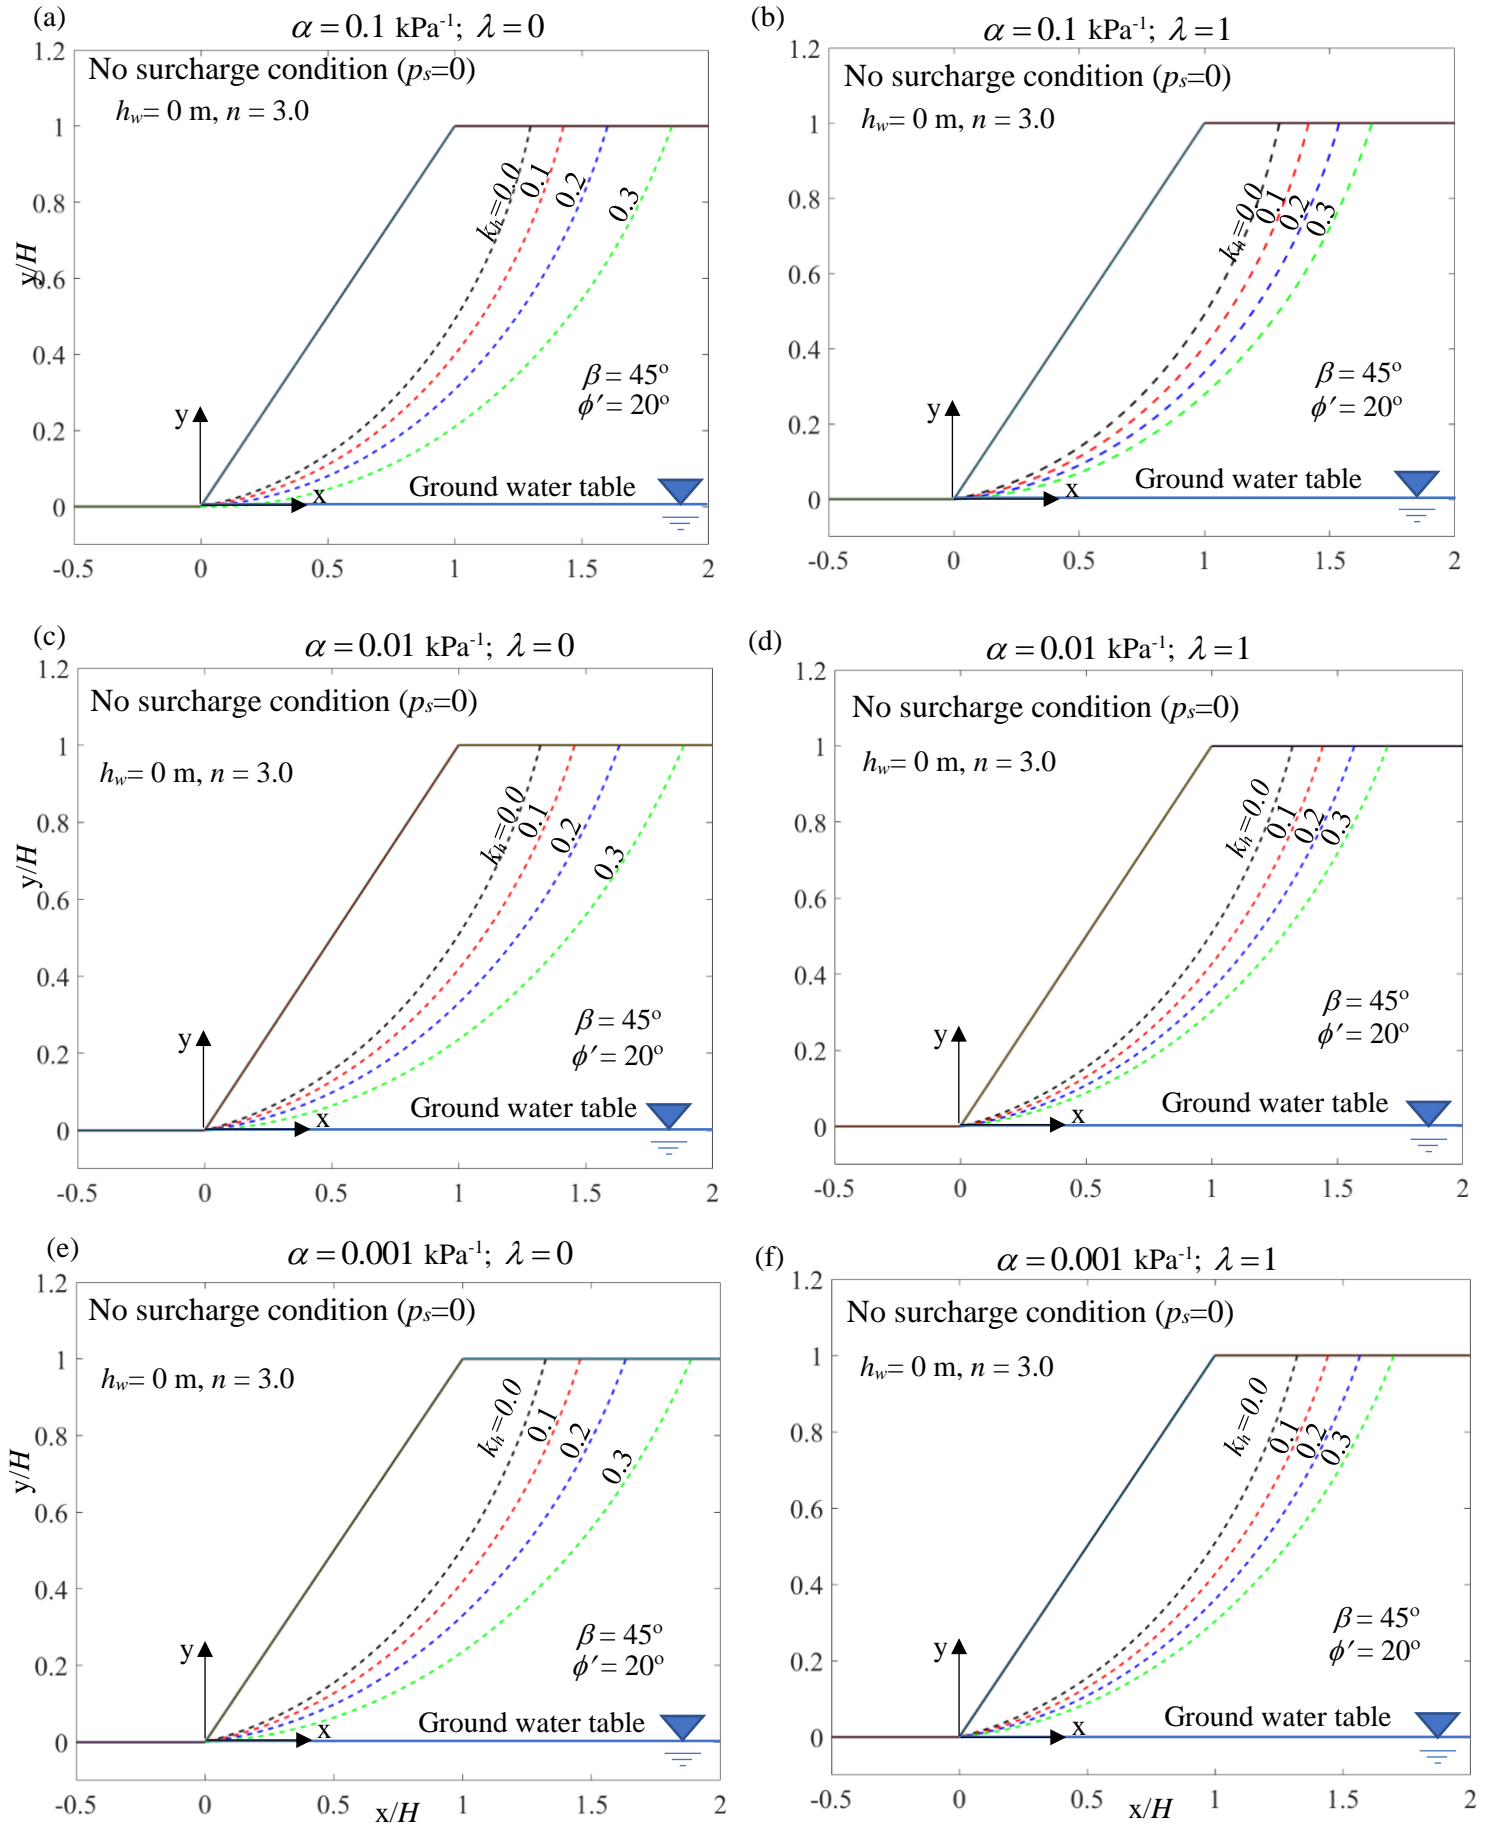 (a)
α = 0.1 kPa⁻¹; λ = 0
1.2
No surcharge condition (pₛ=0)
h_w= 0 m, n = 3.0
1
0.8
0.6
0.4
0.2
0
y/H
k_h=0.0
0.1
0.2
0.3
β = 45°
φ′ = 20°
y
x
Ground water table
-0.5
0
0.5
1
1.5
2
(b)
α = 0.1 kPa⁻¹; λ = 1
1.2
No surcharge condition (pₛ=0)
h_w= 0 m, n = 3.0
1
0.8
0.6
0.4
0.2
0
k_h=0.0
0.1
0.2
0.3
β = 45°
φ′ = 20°
y
x
Ground water table
-0.5
0
0.5
1
1.5
2
(c)
α = 0.01 kPa⁻¹; λ = 0
1.2
No surcharge condition (pₛ=0)
h_w= 0 m, n = 3.0
1
0.8
0.6
0.4
0.2
0
y/H
k_h=0.0
0.1
0.2
0.3
β = 45°
φ′ = 20°
y
x
Ground water table
-0.5
0
0.5
1
1.5
2
(d)
α = 0.01 kPa⁻¹; λ = 1
1.2
No surcharge condition (pₛ=0)
h_w= 0 m, n = 3.0
1
0.8
0.6
0.4
0.2
0
k_h=0.0
0.1
0.2
0.3
β = 45°
φ′ = 20°
y
x
Ground water table
-0.5
0
0.5
1
1.5
2
(e)
α = 0.001 kPa⁻¹; λ = 0
1.2
No surcharge condition (pₛ=0)
h_w= 0 m, n = 3.0
1
0.8
0.6
0.4
0.2
0
y/H
k_h=0.0
0.1
0.2
0.3
β = 45°
φ′ = 20°
y
x
Ground water table
-0.5
0
0.5
1
1.5
2
x/H
(f)
α = 0.001 kPa⁻¹; λ = 1
1.2
No surcharge condition (pₛ=0)
h_w= 0 m, n = 3.0
1
0.8
0.6
0.4
0.2
0
k_h=0.0
0.1
0.2
0.3
β = 45°
φ′ = 20°
y
x
Ground water table
-0.5
0
0.5
1
1.5
2
x/H